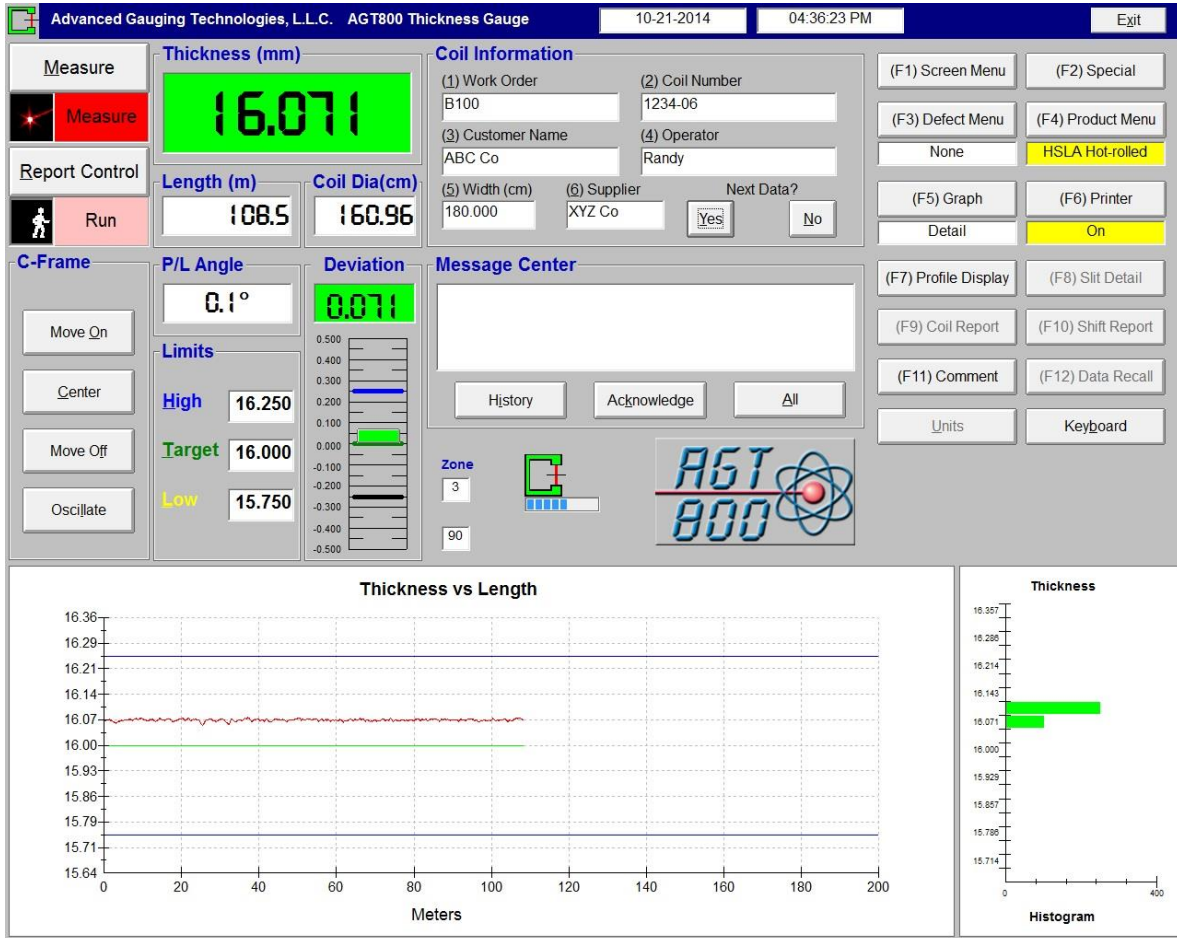 Advanced Gauging Technologies, L.L.C. AGT800 Thickness Gauge 10-21-2014 04:36:23 PM Exit
Measure
Measure
Report Control
Run
Thickness (mm)
16.071
Length (m)
108.5
Coil Dia(cm)
160.96
Coil Information
(1) Work Order
B100
(2) Coil Number
1234-06
(3) Customer Name
ABC Co
(4) Operator
Randy
(5) Width (cm)
180.000
(6) Supplier
XYZ Co
Next Data?
Yes
No
(F1) Screen Menu
(F2) Special
(F3) Defect Menu
None
(F4) Product Menu
HSLA Hot-rolled
(F5) Graph
Detail
(F6) Printer
On
(F7) Profile Display
(F8) Slit Detail
(F9) Coil Report
(F10) Shift Report
(F11) Comment
(F12) Data Recall
Units
Keyboard
C-Frame
Move On
Center
Move Off
Oscillate
P/L Angle
0.1°
Limits
High 16.250
Target 16.000
Low 15.750
Deviation
0.071
0.500
0.400
0.300
0.200
0.100
0.000
-0.100
-0.200
-0.300
-0.400
-0.500
Message Center
History
Acknowledge
All
Zone
3
90
AGT
800
Thickness vs Length
16.36
16.29
16.21
16.14
16.07
16.00
15.93
15.86
15.79
15.71
15.64
0 20 40 60 80 100 120 140 160 180 200
Meters
Thickness
16.357
16.286
16.214
16.143
16.071
16.000
15.929
15.857
15.786
15.714
0 400
Histogram